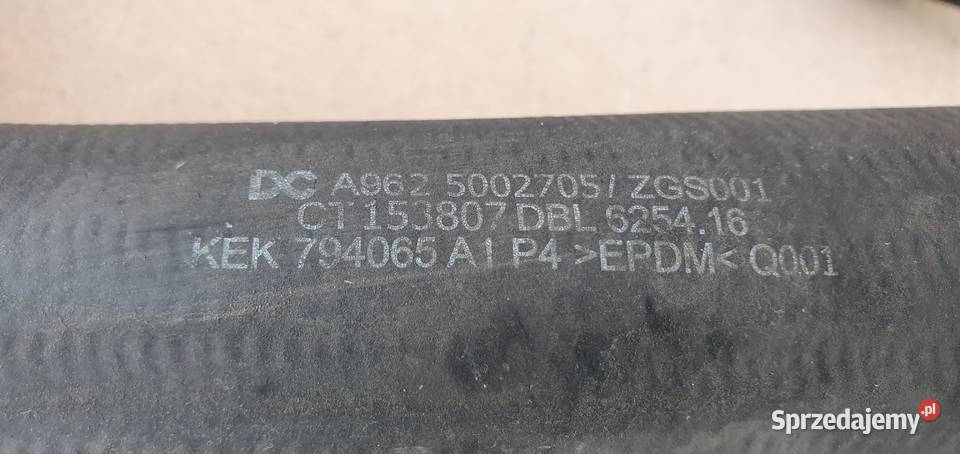 DC A962 5002705/ZGS001
CT 153807 DBL 6254.16
KEK 794065 A1 P4 >EPDM< Q001
Sprzedajemy.pl